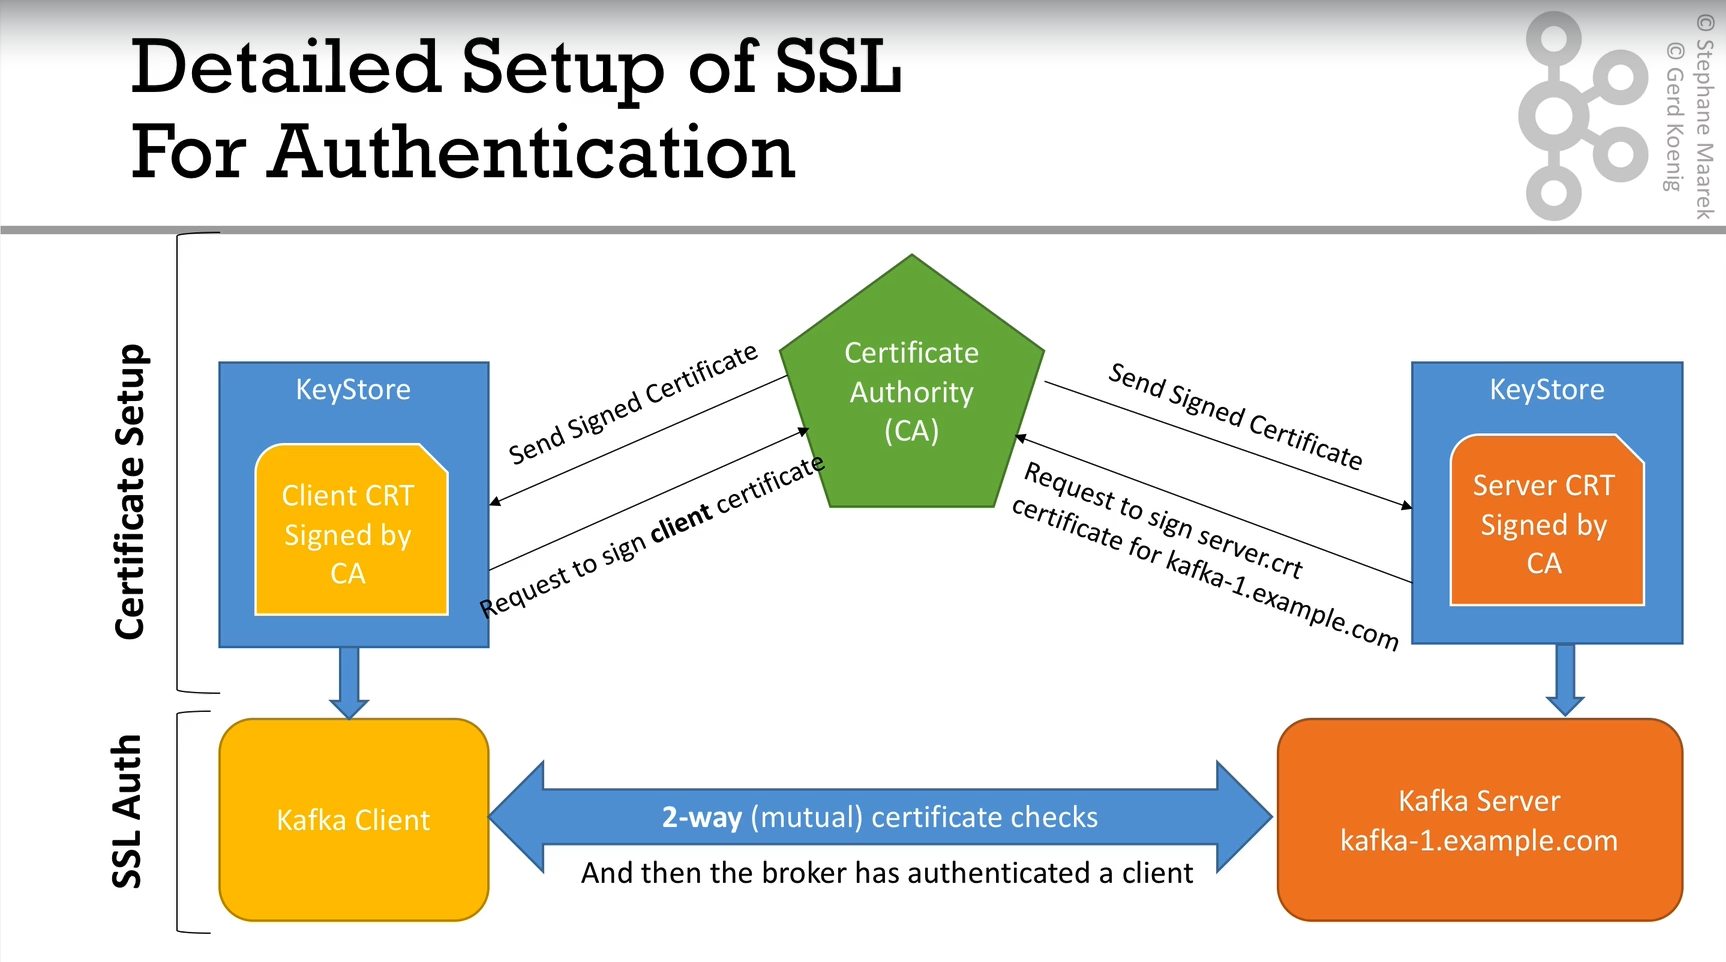 Detailed Setup of SSL
For Authentication
© Stephane Maarek
© Gerd Koenig
Certificate Setup
KeyStore
Client CRT
Signed by
CA
Send Signed Certificate
Request to sign client certificate
Certificate
Authority
(CA)
Send Signed Certificate
Request to sign server.crt
certificate for kafka-1.example.com
KeyStore
Server CRT
Signed by
CA
SSL Auth
Kafka Client
2-way (mutual) certificate checks
And then the broker has authenticated a client
Kafka Server
kafka-1.example.com